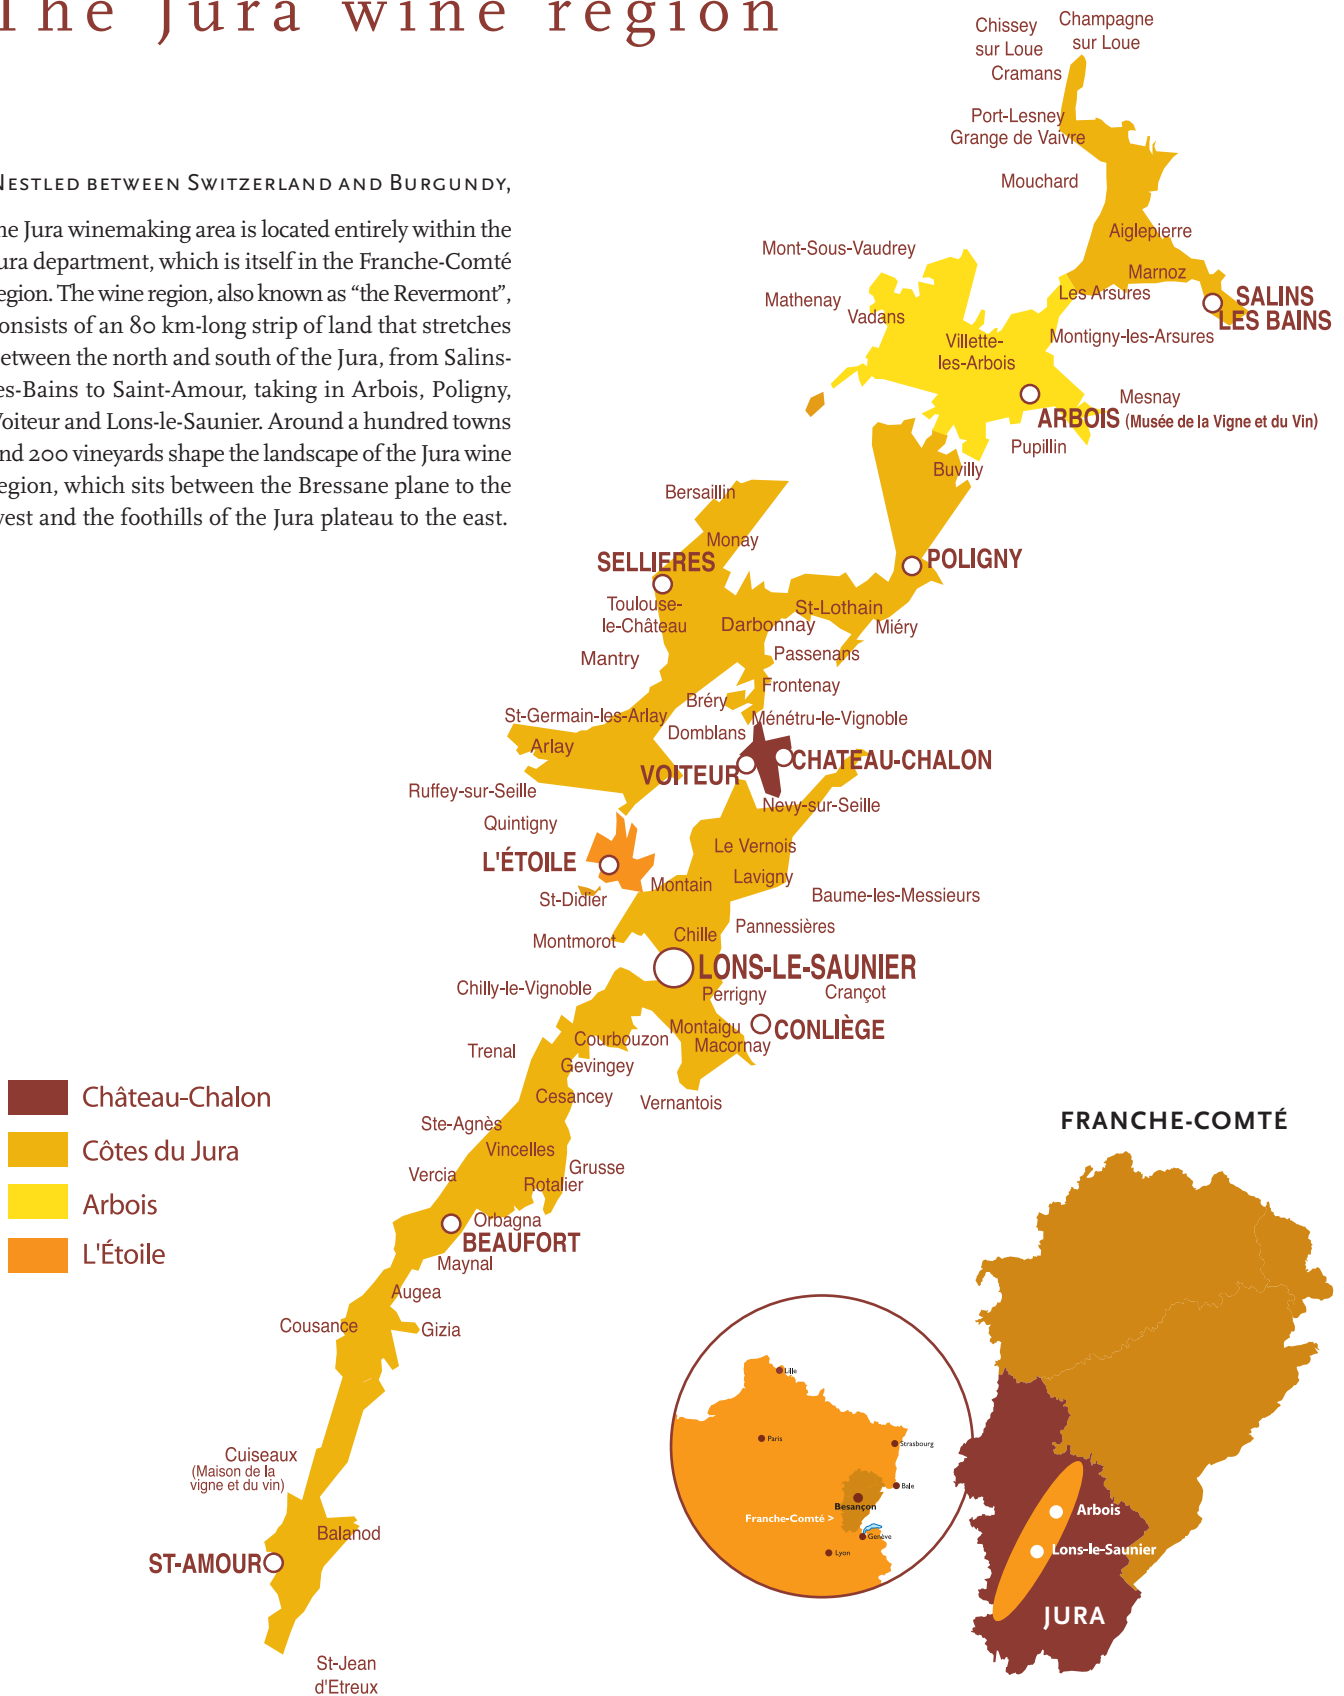 The Jura wine region
NESTLED BETWEEN SWITZERLAND AND BURGUNDY,
he Jura winemaking area is located entirely within the
ura department, which is itself in the Franche-Comté
egion. The wine region, also known as “the Revermont”,
onsists of an 80 km-long strip of land that stretches
etween the north and south of the Jura, from Salins-
es-Bains to Saint-Amour, taking in Arbois, Poligny,
oiteur and Lons-le-Saunier. Around a hundred towns
nd 200 vineyards shape the landscape of the Jura wine
egion, which sits between the Bressane plane to the
vest and the foothills of the Jura plateau to the east.
Chissey
sur Loue
Champagne
sur Loue
Cramans
Port-Lesney
Grange de Vaivre
Mouchard
Aiglepierre
Mont-Sous-Vaudrey
Marnoz
Les Arsures
SALINS
LES BAINS
Mathenay
Vadans
Villette-
les-Arbois
Montigny-les-Arsures
Mesnay
ARBOIS (Musée de la Vigne et du Vin)
Pupillin
Buvilly
Bersaillin
Monay
SELLIERES
POLIGNY
Toulouse-
le-Château
St-Lothain
Darbonnay
Miéry
Mantry
Passenans
Frontenay
Bréry
St-Germain-les-Arlay
Ménétru-le-Vignoble
Domblans
Arlay
CHATEAU-CHALON
VOITEUR
Ruffey-sur-Seille
Nevy-sur-Seille
Quintigny
Le Vernois
L'ÉTOILE
Lavigny
Montain
Baume-les-Messieurs
St-Didier
Pannessières
Chille
Montmorot
LONS-LE-SAUNIER
Chilly-le-Vignoble
Perrigny
Crançot
Montaigu
CONLIÈGE
Courbouzon
Macornay
Trenal
Gevingey
Cesancey
Vernantois
Ste-Agnès
Vincelles
Grusse
Vercia
Rotalier
Orbagna
BEAUFORT
Maynal
Augea
Cousance
Gizia
Cuiseaux
(Maison de la
vigne et du vin)
Balanod
ST-AMOUR
St-Jean
d'Etreux
Château-Chalon
Côtes du Jura
Arbois
L'Étoile
FRANCHE-COMTÉ
Lille
Paris
Strasbourg
Bale
Besançon
Franche-Comté >
Genève
Lyon
Arbois
Lons-le-Saunier
JURA